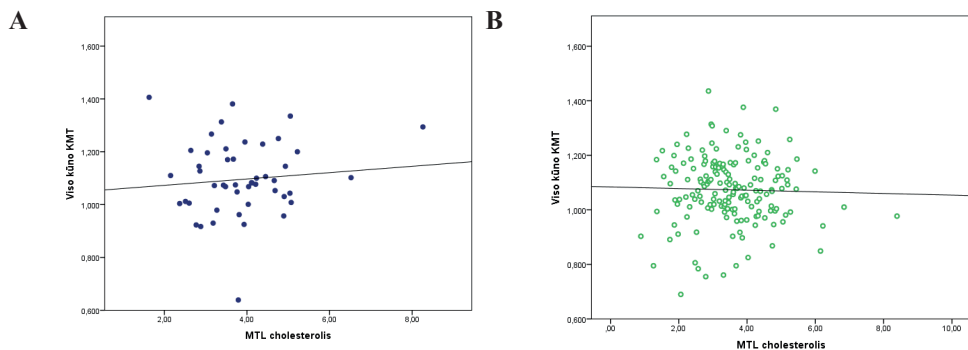 A
Viso kūno KMT
1,600
1,400
1,200
1,000
0,800
0,600
2,00 4,00 6,00 8,00
MTL cholesterolis
B
Viso kūno KMT
1,600
1,400
1,200
1,000
0,800
0,600
,00 2,00 4,00 6,00 8,00 10,00
MTL cholesterolis